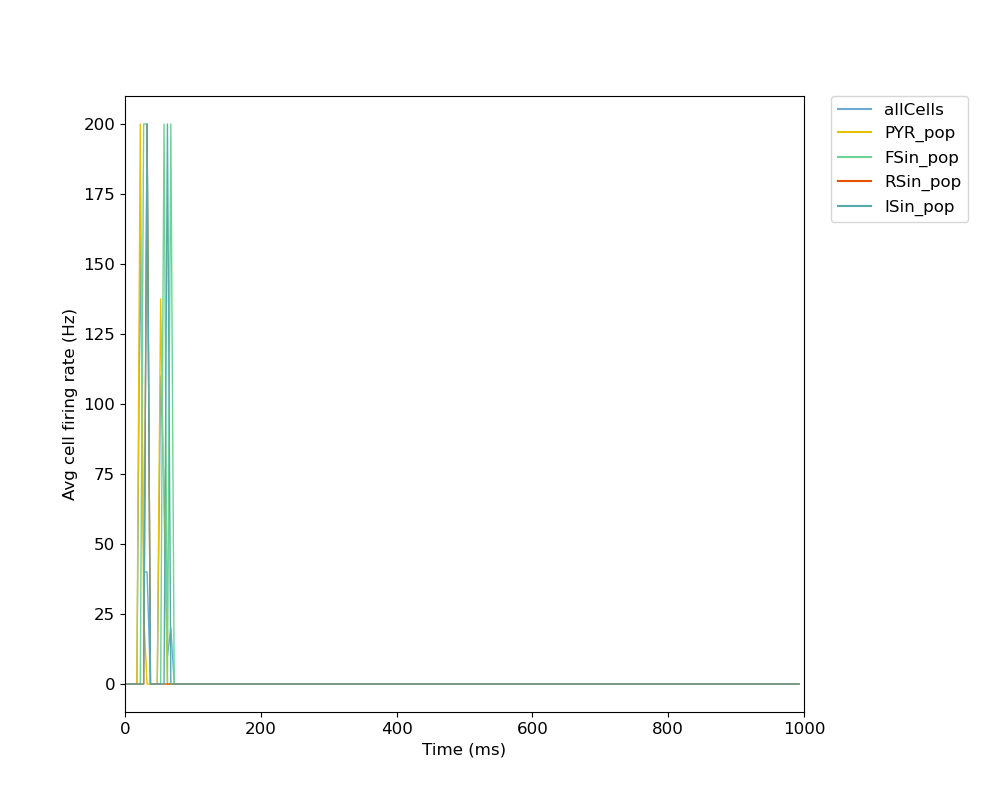 200
175
150
125
100
75
50
25
0
Avg cell firing rate (Hz)
0 200 400 600 800 1000
Time (ms)
allCells
PYR_pop
FSin_pop
RSin_pop
ISin_pop